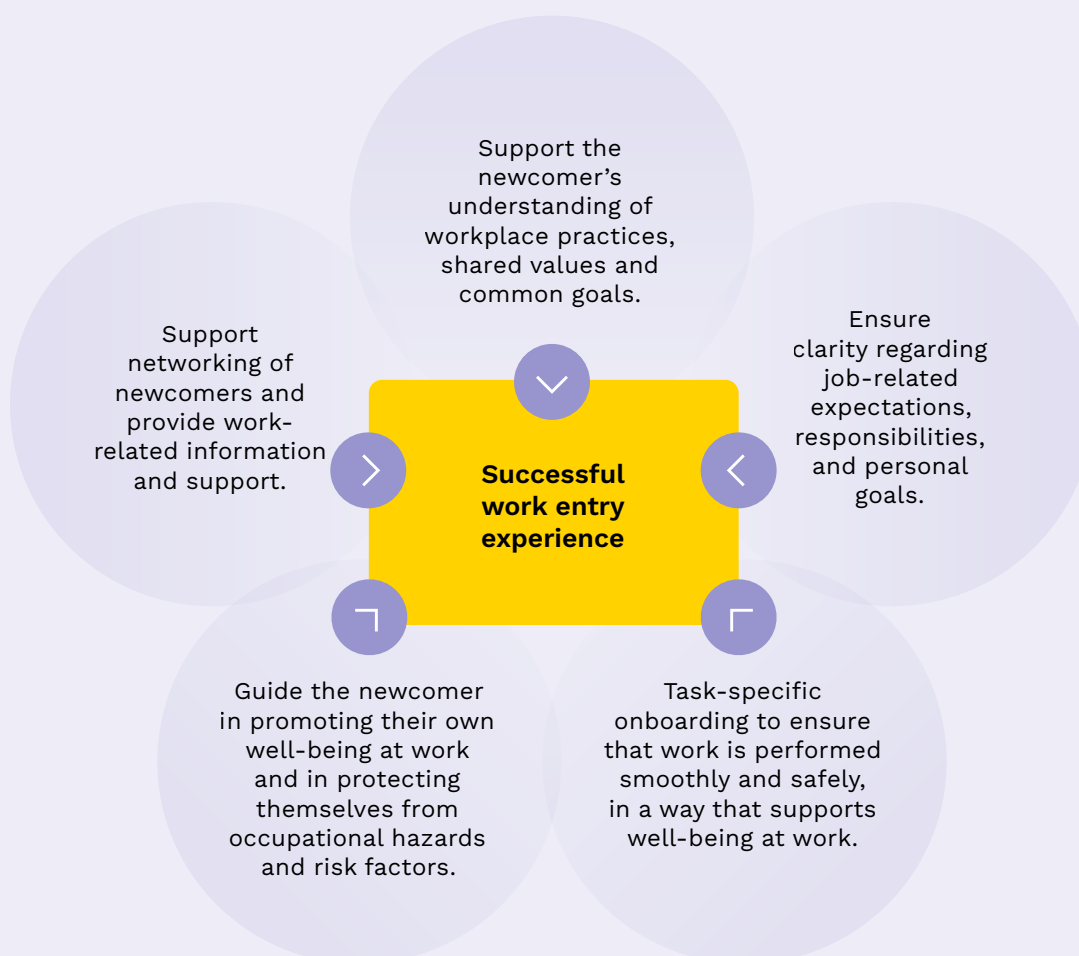 Support the
newcomer’s
understanding of
workplace practices,
shared values and
common goals.
Support
networking of
newcomers and
provide work-
related information
and support.
Ensure
clarity regarding
job-related
expectations,
responsibilities,
and personal
goals.
Successful
work entry
experience
Guide the newcomer
in promoting their own
well-being at work
and in protecting
themselves from
occupational hazards
and risk factors.
Task-specific
onboarding to ensure
that work is performed
smoothly and safely,
in a way that supports
well-being at work.